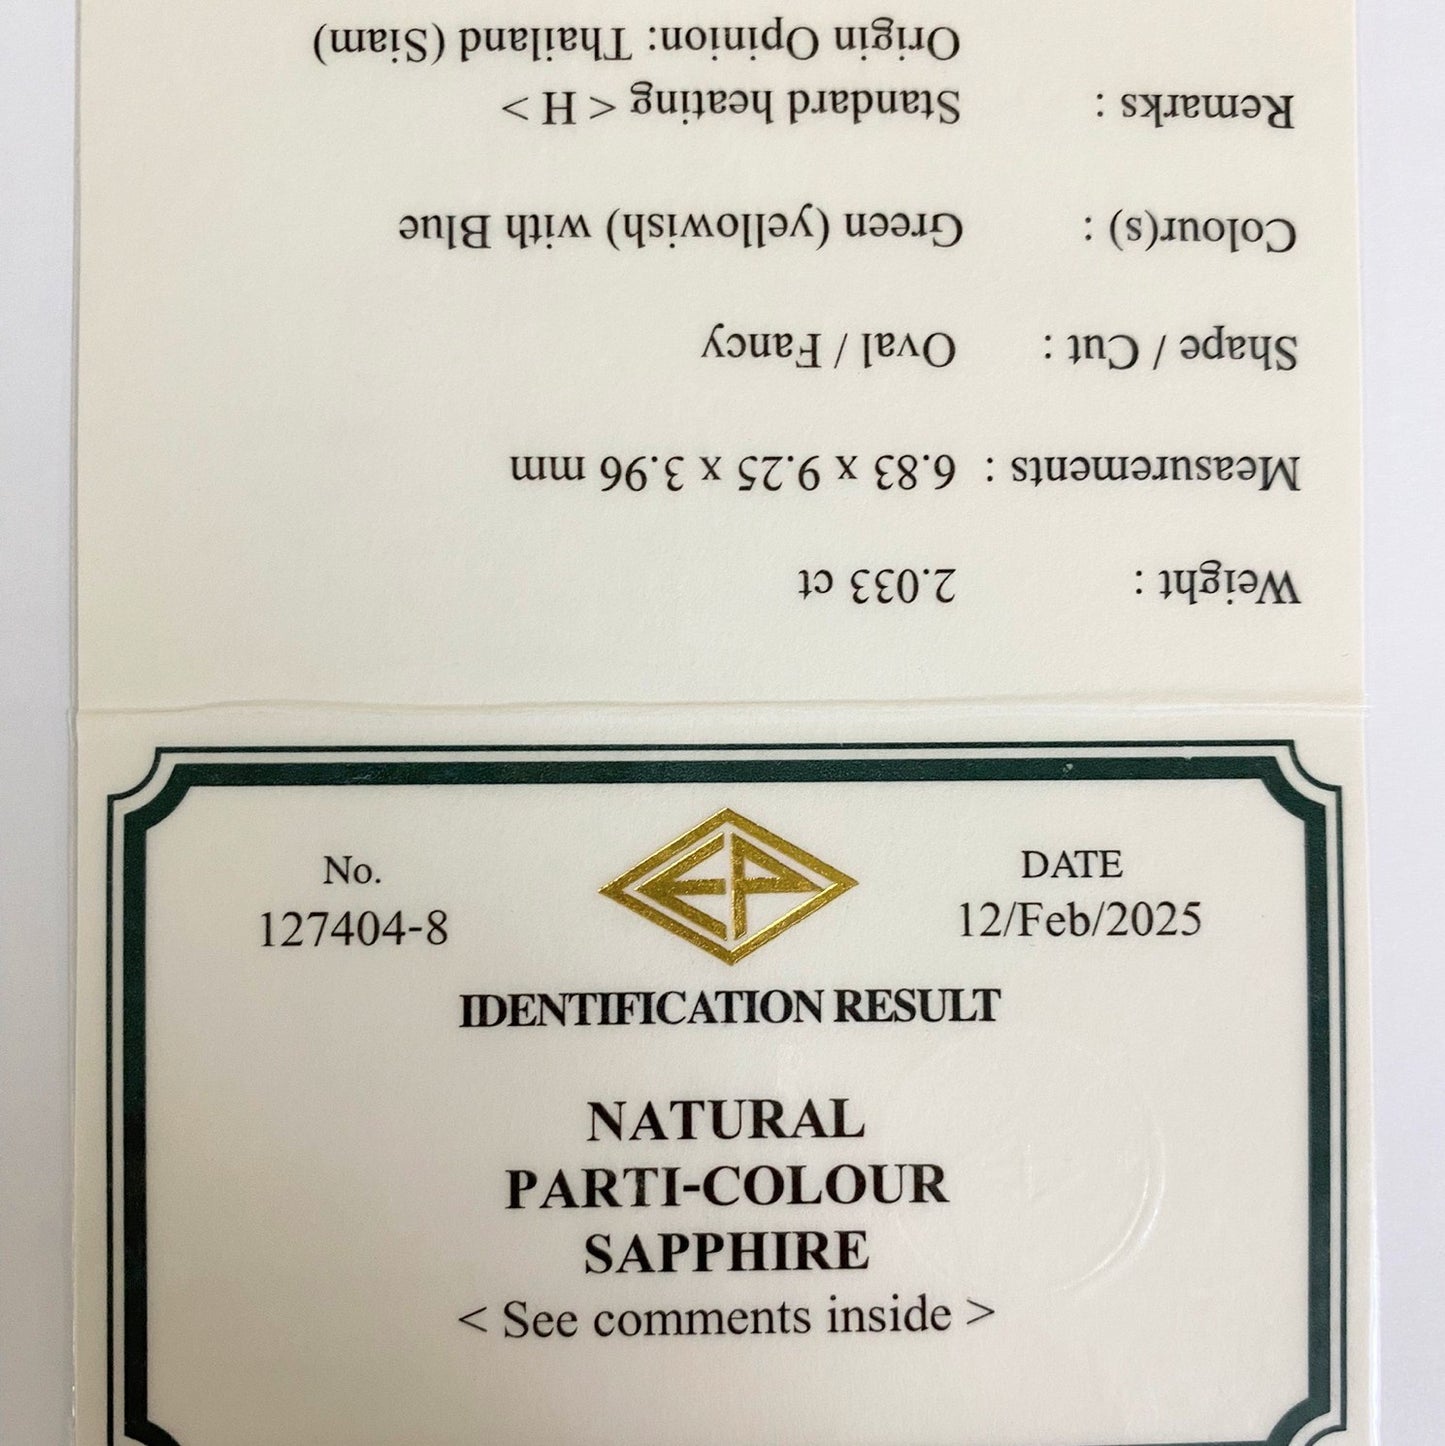 Weight : 2.033 ct
Measurements : 6.83 x 9.25 x 3.96 mm
Shape / Cut : Oval / Fancy
Colour(s) : Green (yellowish) with Blue
Remarks : Standard heating < H >
Origin Opinion: Thailand (Siam)
EP
No.
127404-8
DATE
12/Feb/2025
IDENTIFICATION RESULT
NATURAL
PARTI-COLOUR
SAPPHIRE
< See comments inside >